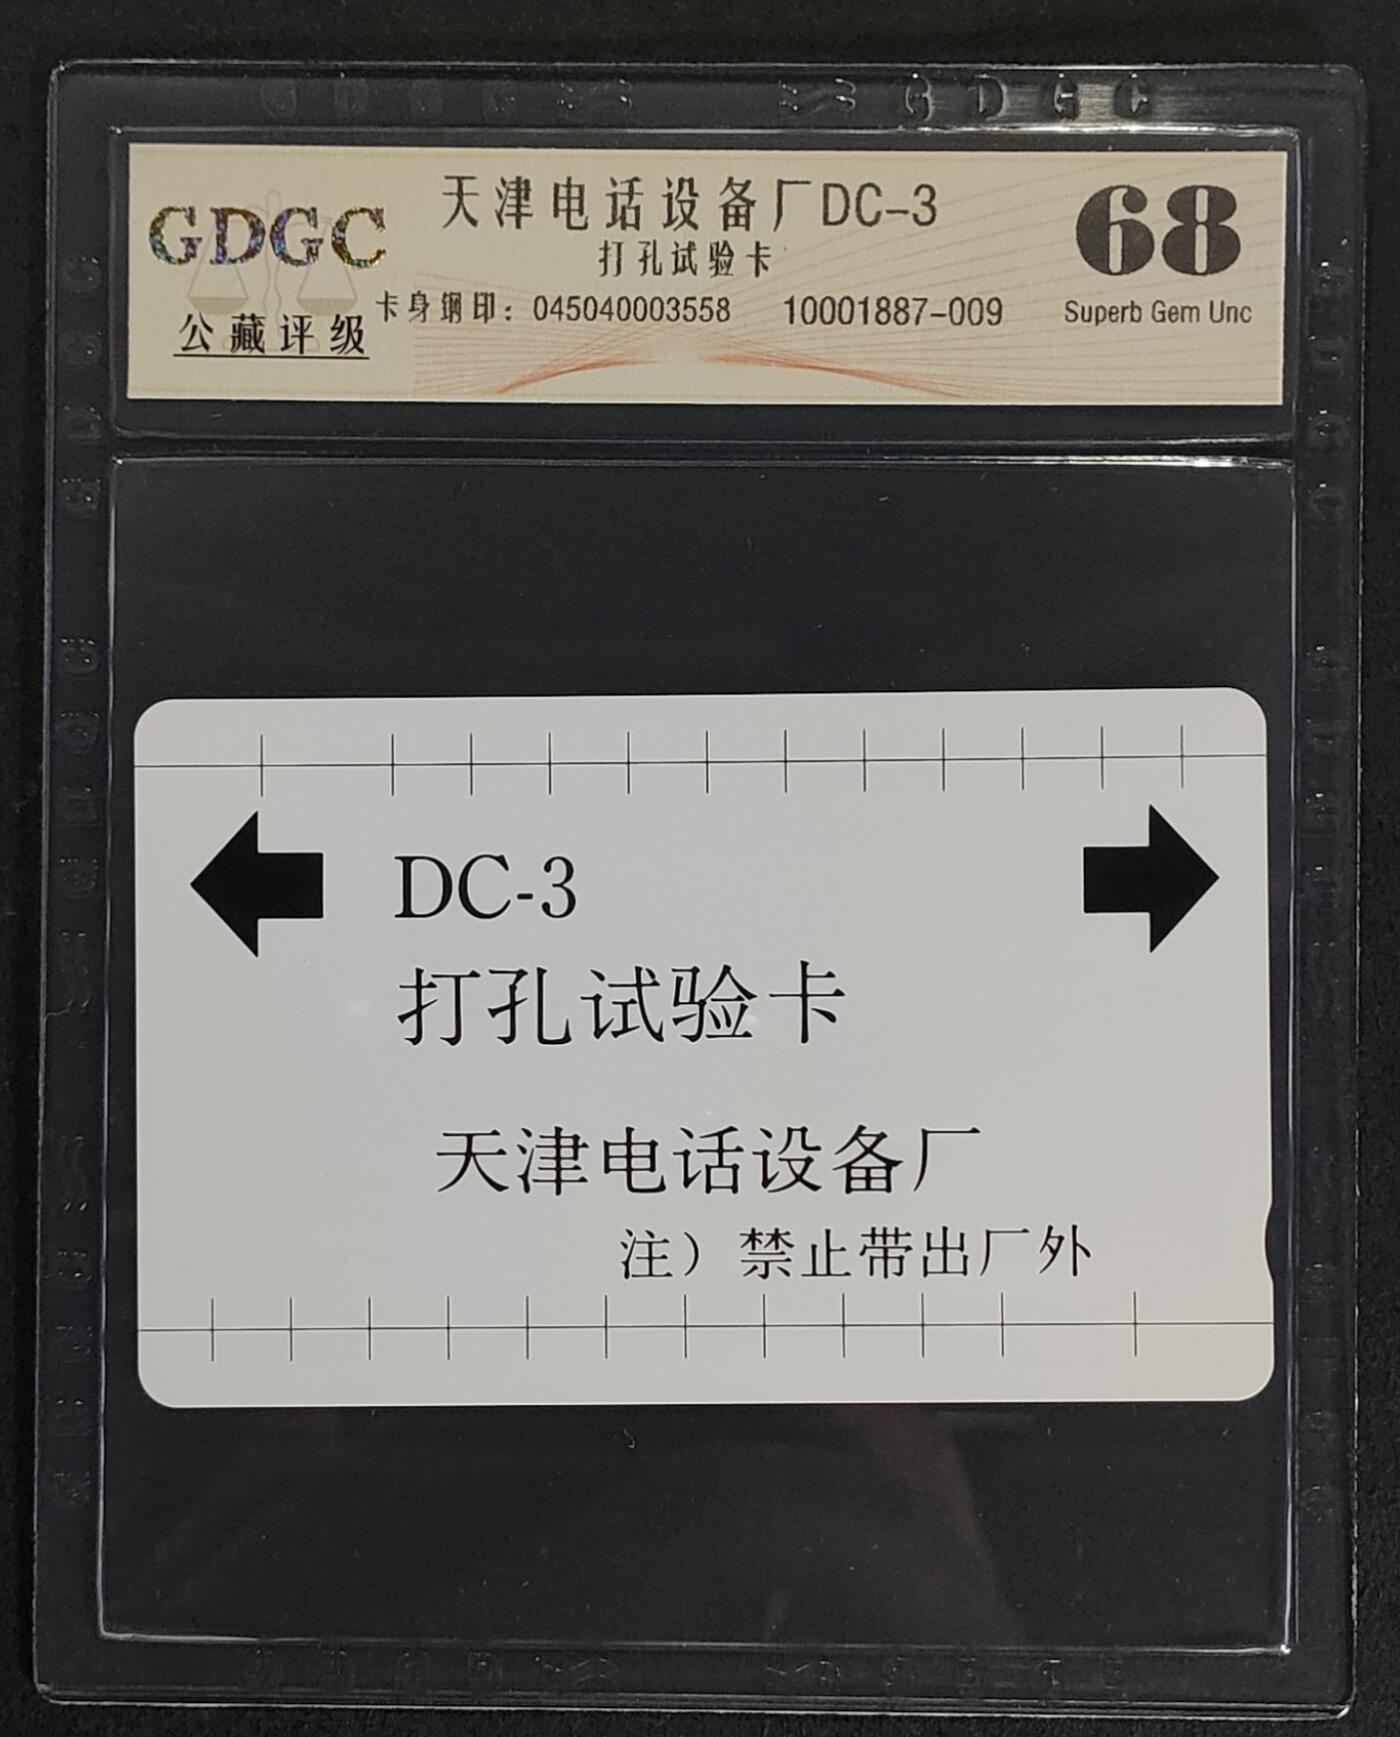 GDGC
公藏评级
天津电话设备厂DC-3
打孔试验卡
卡身钢印：045040003558 10001887-009
68
Superb Gem Unc
DC-3
打孔试验卡
天津电话设备厂
注）禁止带出厂外